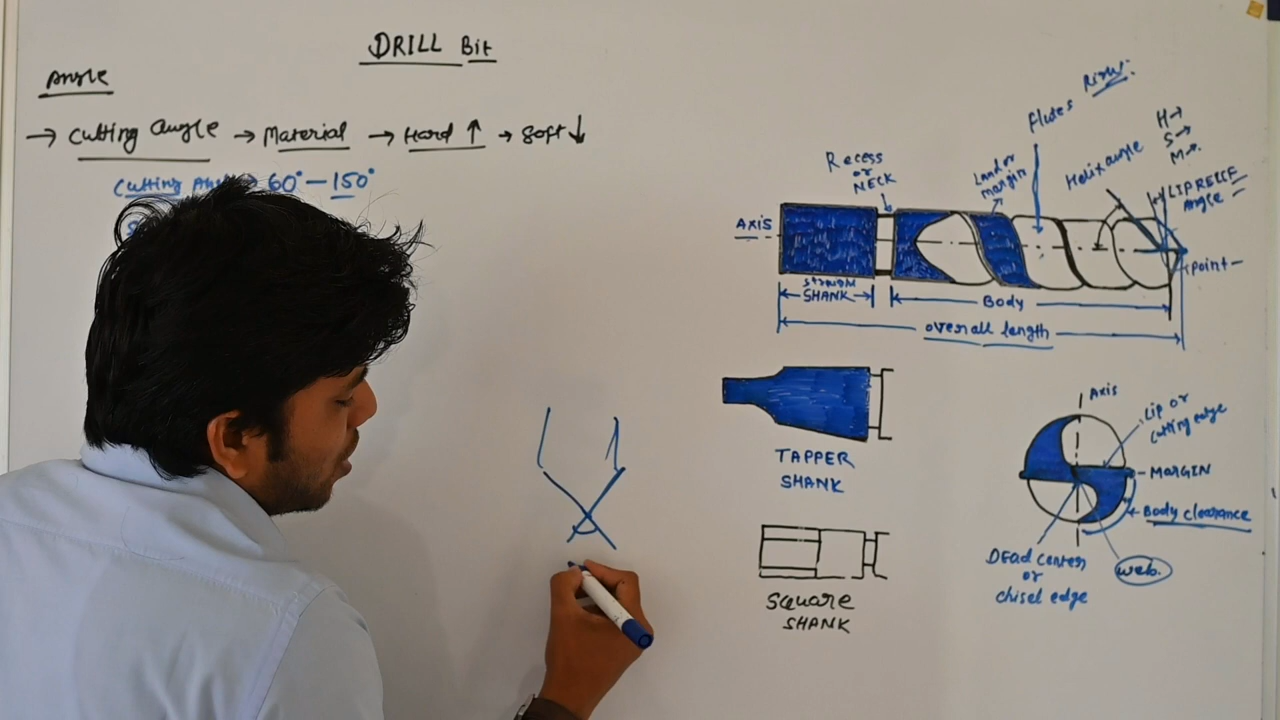 DRILL Bit
Angle
→ Cutting angle → Material → Hard ↑ → Soft ↓
Cutting 60° – 150°
Flutes
Helix angle
H→
S→
M→
LIP
Angle
Recess
or
NECK
Land or
margin
AXIS
Point
straight
SHANK
Body
overall length
TAPPER
SHANK
Square
SHANK
Axis
Lip or
cutting edge
MARGIN
Body clearance
web.
DEad center
or
chisel edge